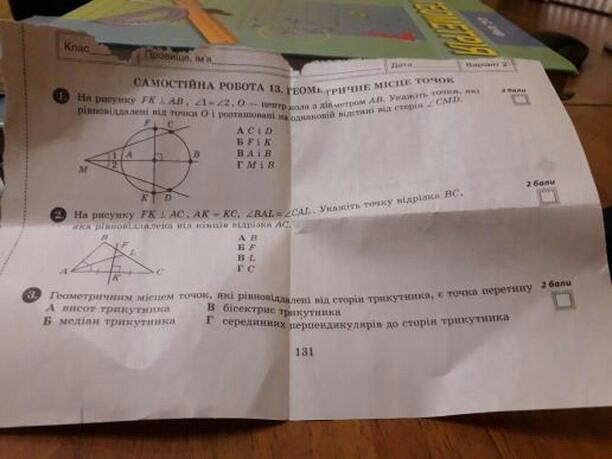 ГЕОМЕТРІЯ
Клас
Прізвище, ім'я
Дата
Варіант 2
САМОСТІЙНА РОБОТА 13. ГЕОМЕТРИЧНЕ МІСЦЕ ТОЧОК
1. На рисунку FK ⊥ AB, ∠1 = ∠2, O — центр кола з діаметром AB. Укажіть точки, які
рівновіддалені від точки O і розташовані на однаковій відстані від сторін ∠CMD.
2 бали
А C і D
Б F і K
В A і B
Г M і B
F C
M 1 2 A B
K D
2. На рисунку FK ⊥ AC, AK = KC, ∠BAL = ∠CAL. Укажіть точку відрізка BC,
яка рівновіддалена від кінців відрізка AC.
2 бали
А B
Б F
В L
Г C
B
F
L
A K C
3. Геометричним місцем точок, які рівновіддалені від сторін трикутника, є точка перетину
2 бали
А висот трикутника В бісектрис трикутника
Б медіан трикутника Г серединних перпендикулярів до сторін трикутника
131